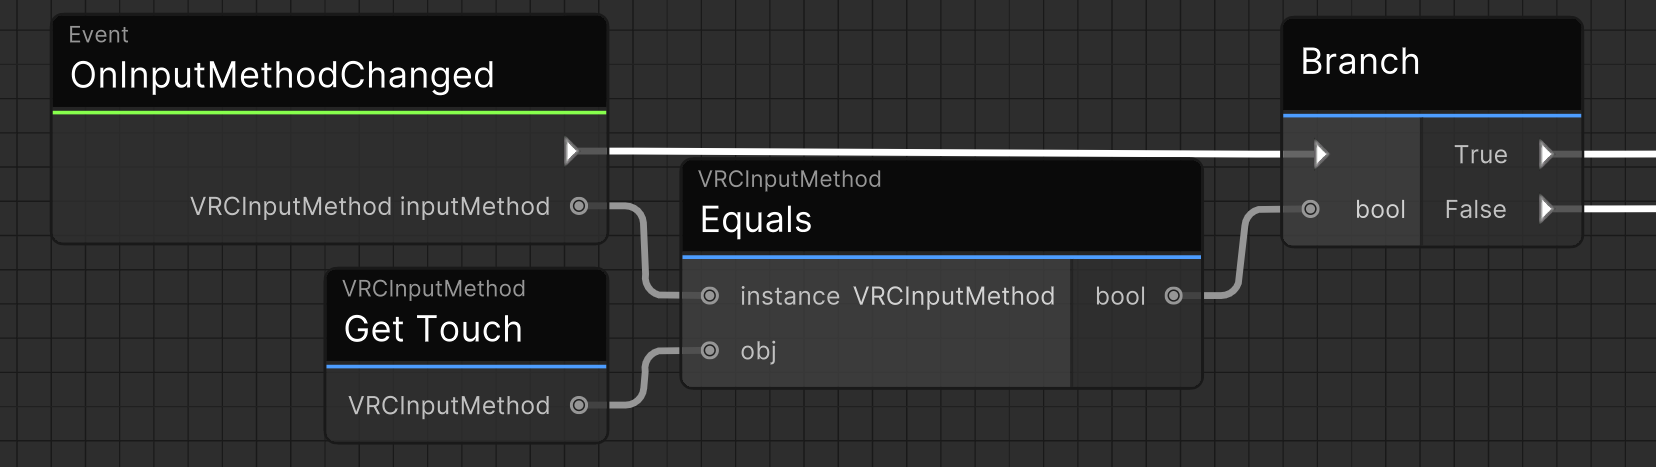 Event
OnInputMethodChanged
VRCInputMethod inputMethod
VRCInputMethod
Get Touch
VRCInputMethod
VRCInputMethod
Equals
instance VRCInputMethod bool
obj
Branch
True
bool False